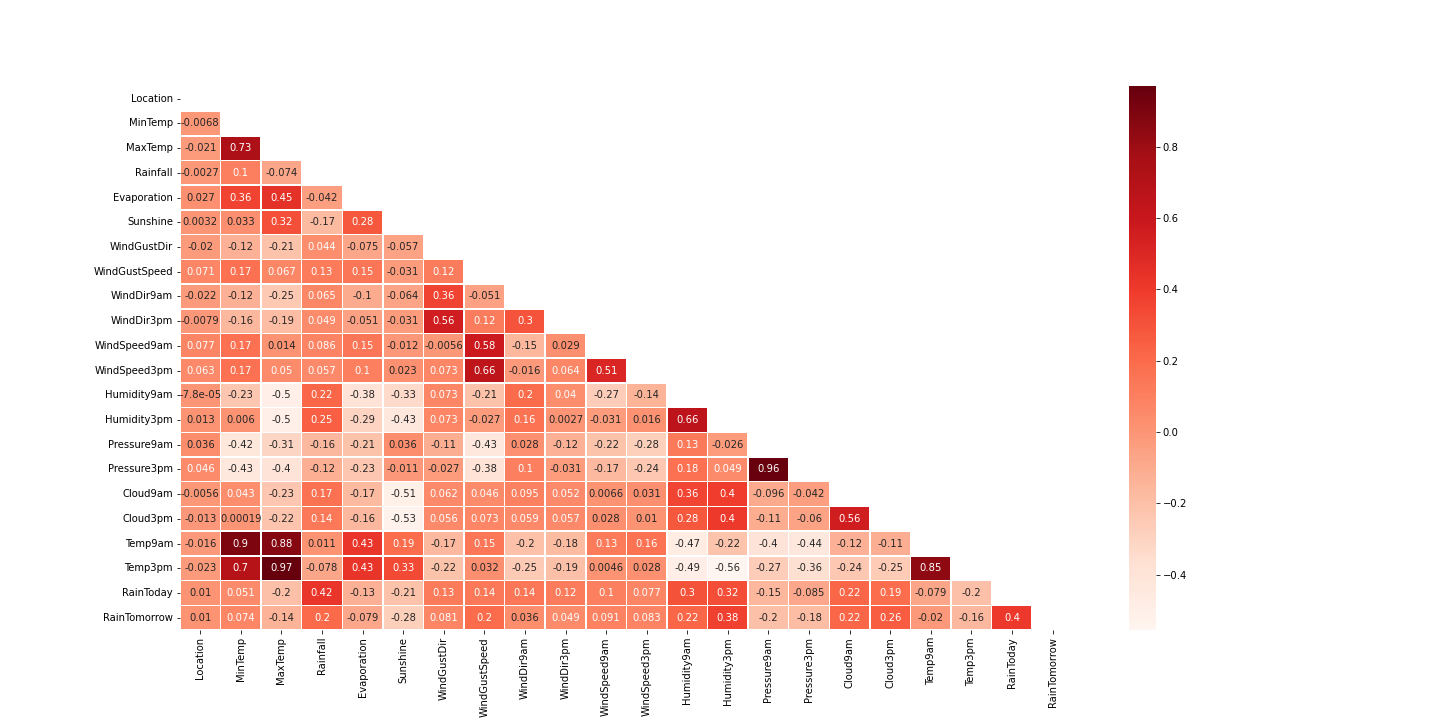 Location
MinTemp -0.0068
MaxTemp -0.021 0.73
Rainfall -0.0027 0.1 -0.074
Evaporation 0.027 0.36 0.45 -0.042
Sunshine 0.0032 0.033 0.32 -0.17 0.28
WindGustDir -0.02 -0.12 -0.21 0.044 -0.075 -0.057
WindGustSpeed 0.071 0.17 0.067 0.13 0.15 -0.031 0.12
WindDir9am -0.022 -0.12 -0.25 0.065 -0.1 -0.064 0.36 -0.051
WindDir3pm -0.0079 -0.16 -0.19 0.049 -0.051 -0.031 0.56 0.12 0.3
WindSpeed9am 0.077 0.17 0.014 0.086 0.15 -0.012 -0.0056 0.58 -0.15 0.029
WindSpeed3pm 0.063 0.17 0.05 0.057 0.1 0.023 0.073 0.66 -0.016 0.064 0.51
Humidity9am -7.8e-05 -0.23 -0.5 0.22 -0.38 -0.33 0.073 -0.21 0.2 0.04 -0.27 -0.14
Humidity3pm 0.013 0.006 -0.5 0.25 -0.29 -0.43 0.073 -0.027 0.16 0.0027 -0.031 0.016 0.66
Pressure9am 0.036 -0.42 -0.31 -0.16 -0.21 0.036 -0.11 -0.43 0.028 -0.12 -0.22 -0.28 0.13 -0.026
Pressure3pm 0.046 -0.43 -0.4 -0.12 -0.23 -0.011 -0.027 -0.38 0.1 -0.031 -0.17 -0.24 0.18 0.049 0.96
Cloud9am -0.0056 0.043 -0.23 0.17 -0.17 -0.51 0.062 0.046 0.095 0.052 0.0066 0.031 0.36 0.4 -0.096 -0.042
Cloud3pm -0.013 0.00019 -0.22 0.14 -0.16 -0.53 0.056 0.073 0.059 0.057 0.028 0.01 0.28 0.4 -0.11 -0.06 0.56
Temp9am -0.016 0.9 0.88 0.011 0.43 0.19 -0.17 0.15 -0.2 -0.18 0.13 0.16 -0.47 -0.22 -0.4 -0.44 -0.12 -0.11
Temp3pm -0.023 0.7 0.97 -0.078 0.43 0.33 -0.22 0.032 -0.25 -0.19 0.0046 0.028 -0.49 -0.56 -0.27 -0.36 -0.24 -0.25 0.85
RainToday 0.01 0.051 -0.2 0.42 -0.13 -0.21 0.13 0.14 0.14 0.12 0.1 0.077 0.3 0.32 -0.15 -0.085 0.22 0.19 -0.079 -0.2
RainTomorrow 0.01 0.074 -0.14 0.2 -0.079 -0.28 0.081 0.2 0.036 0.049 0.091 0.083 0.22 0.38 -0.2 -0.18 0.22 0.26 -0.02 -0.16 0.4
Location
MinTemp
MaxTemp
Rainfall
Evaporation
Sunshine
WindGustDir
WindGustSpeed
WindDir9am
WindDir3pm
WindSpeed9am
WindSpeed3pm
Humidity9am
Humidity3pm
Pressure9am
Pressure3pm
Cloud9am
Cloud3pm
Temp9am
Temp3pm
RainToday
RainTomorrow
0.8
0.6
0.4
0.2
0.0
−0.2
−0.4